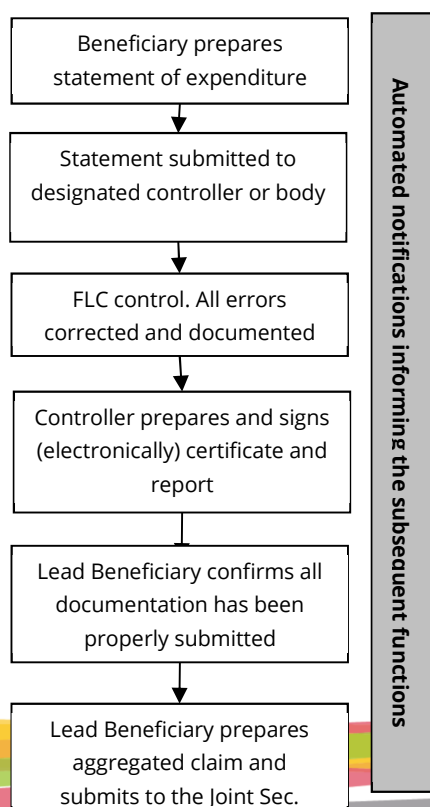 Beneficiary prepares
statement of expenditure
Statement submitted to
designated controller or body
FLC control. All errors
corrected and documented
Controller prepares and signs
(electronically) certificate and
report
Lead Beneficiary confirms all
documentation has been
properly submitted
Lead Beneficiary prepares
aggregated claim and
submits to the Joint Sec.
Automated notifications informing the subsequent functions